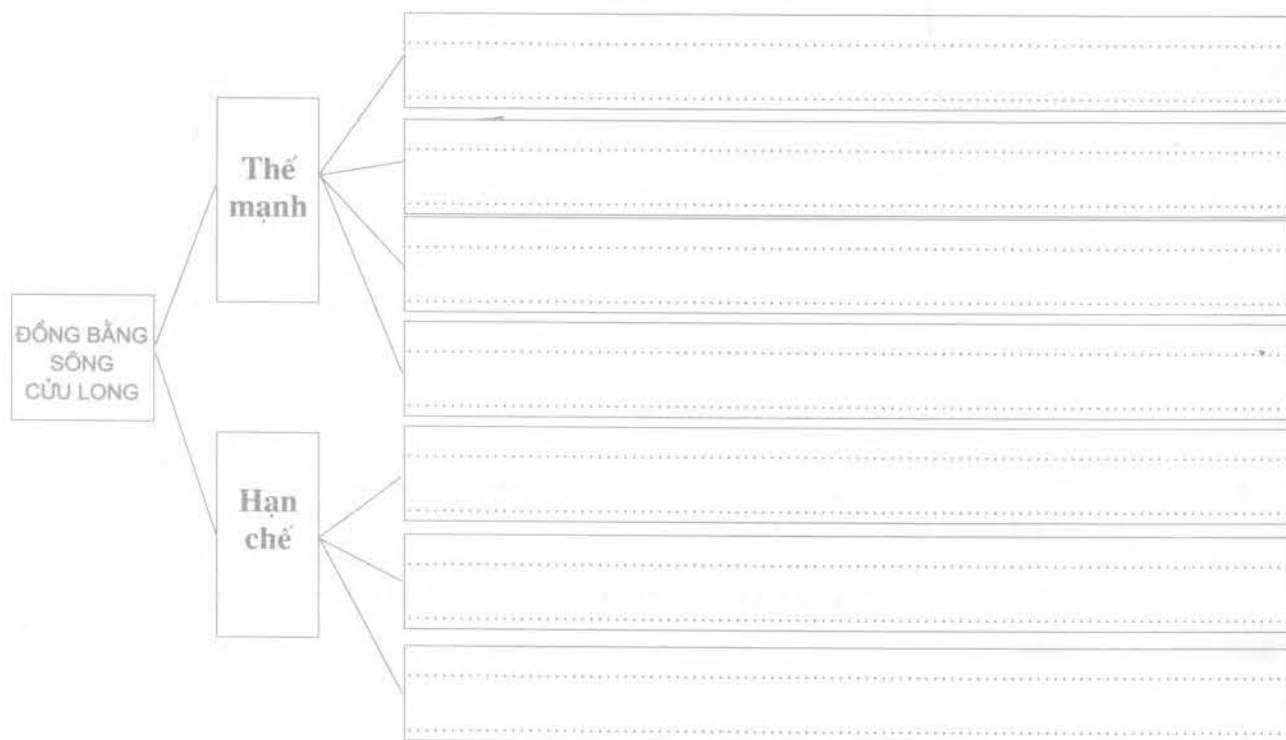 Thế
mạnh
ĐỒNG BẰNG
SÔNG
CỬU LONG
Hạn
chế